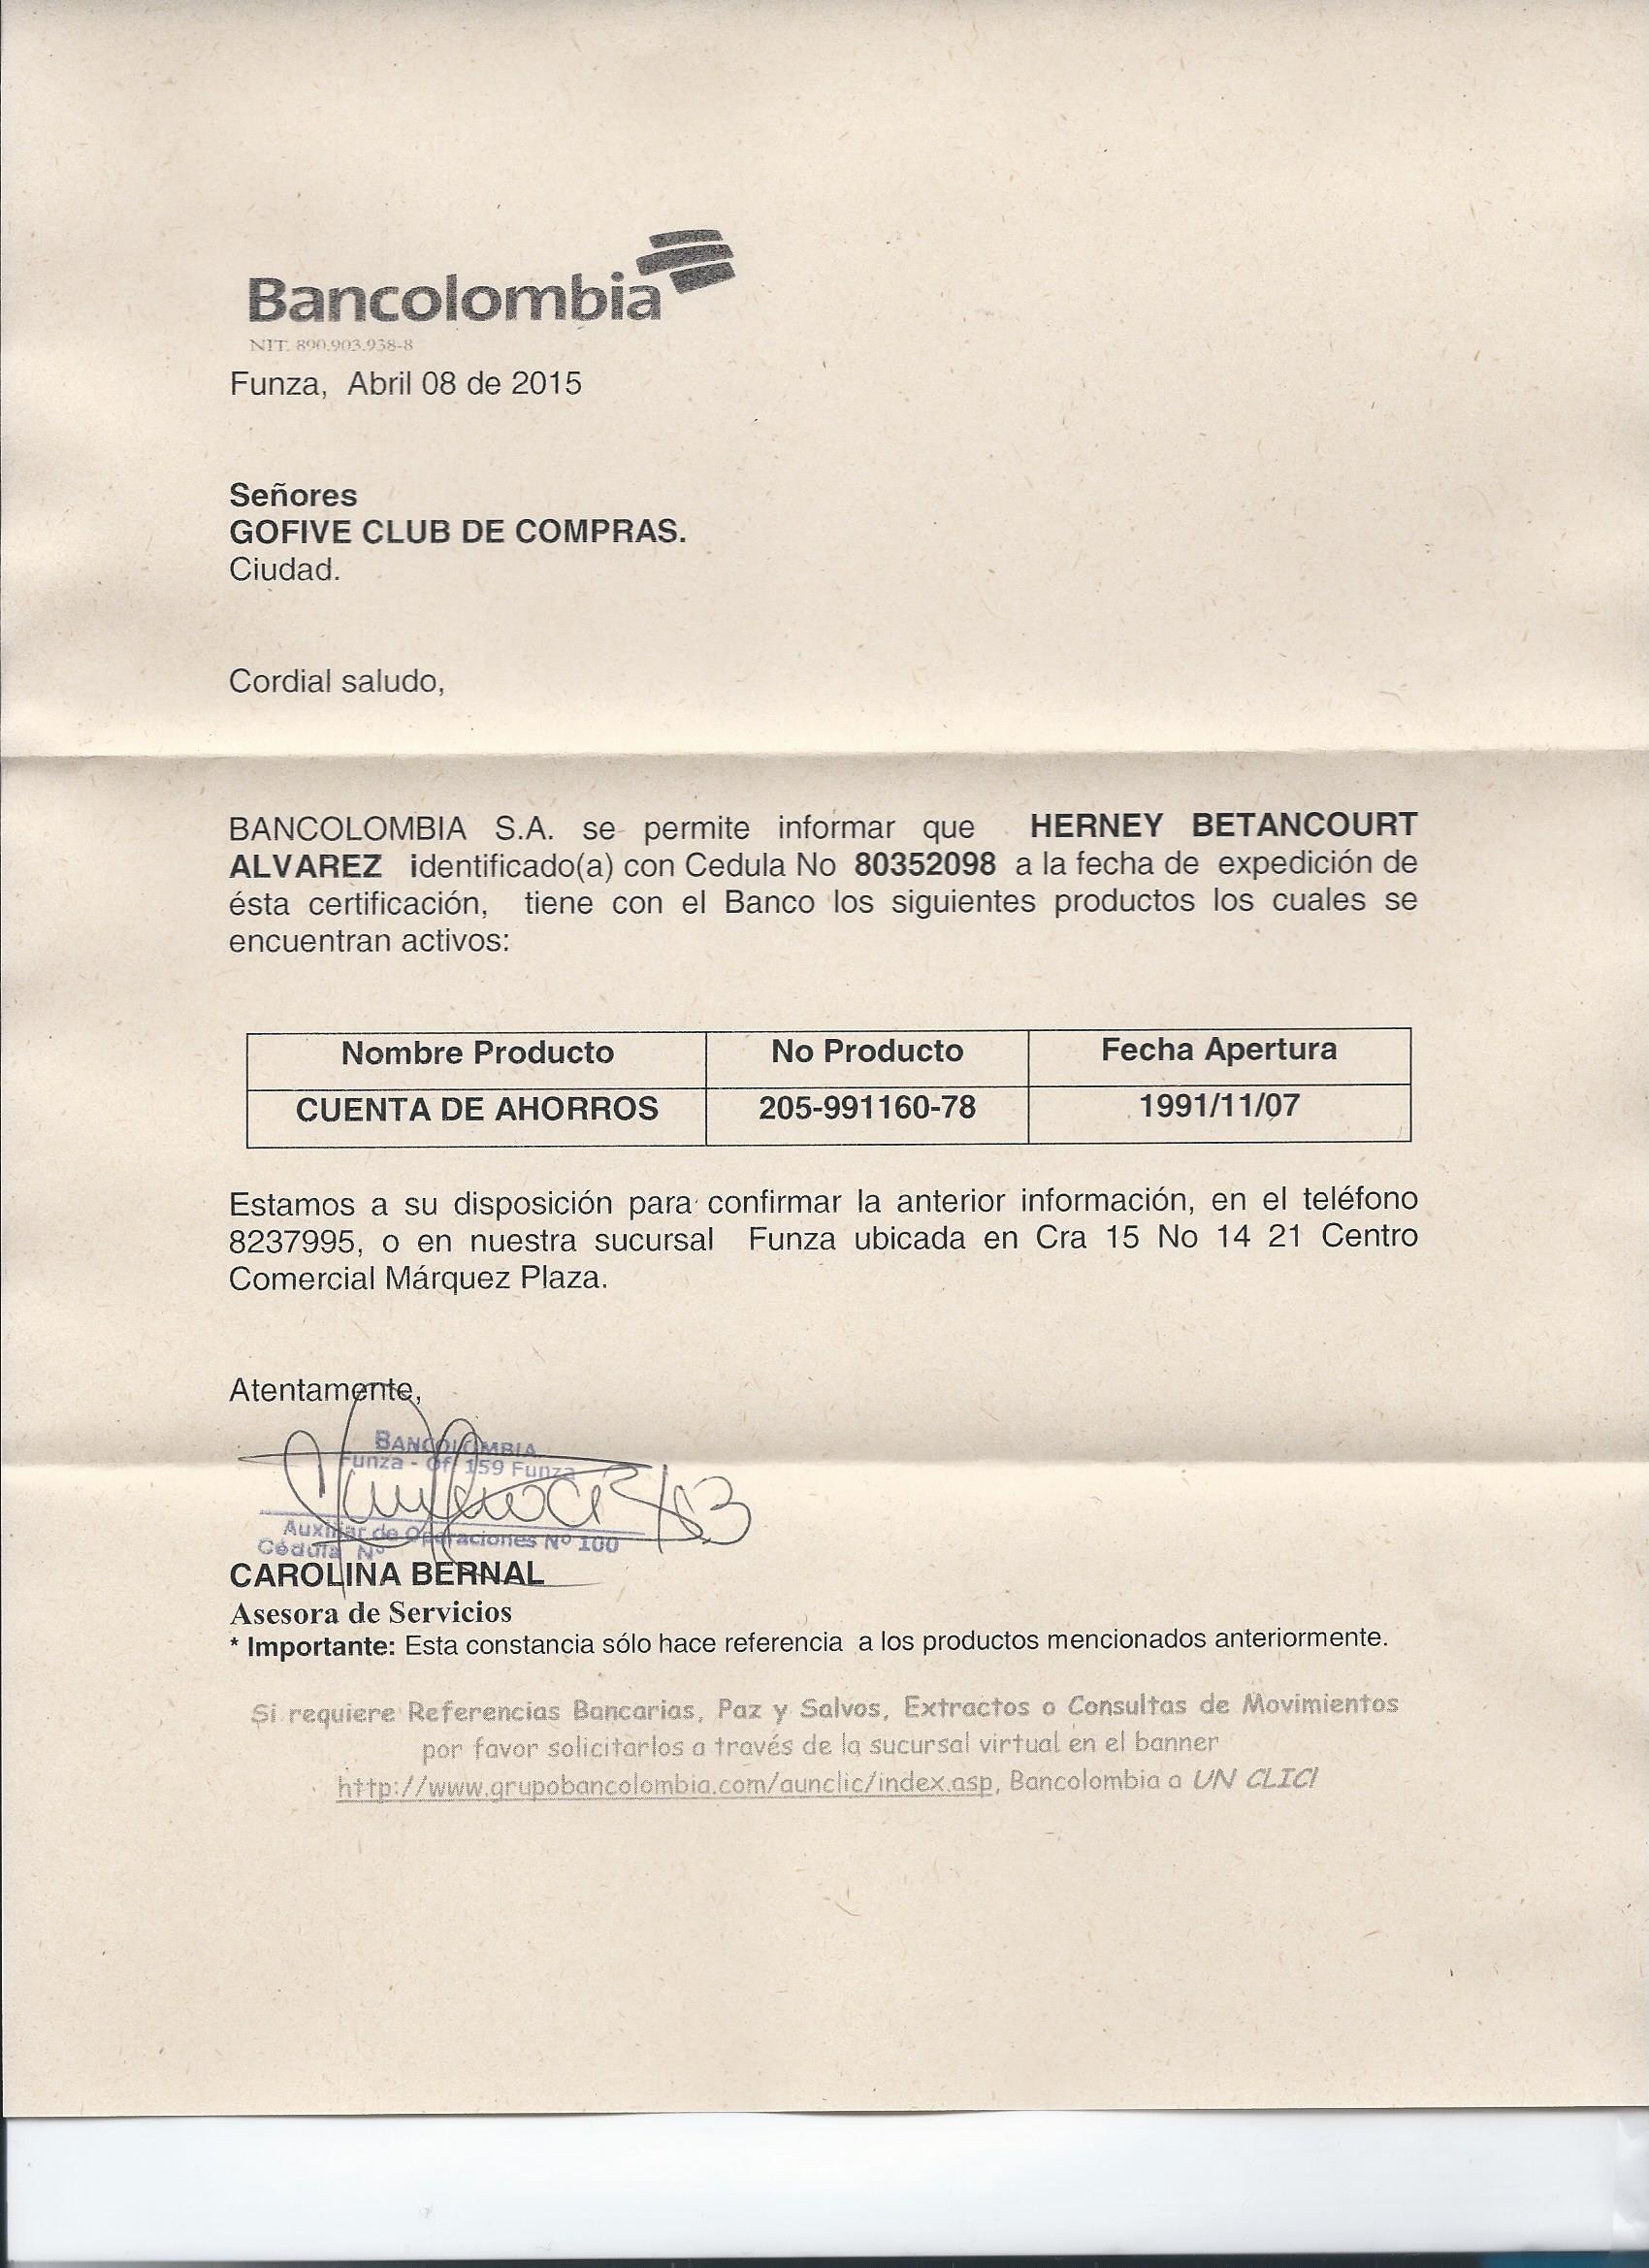 Bancolombia
NIT. 890.903.938-8
Funza, Abril 08 de 2015
Señores
GOFIVE CLUB DE COMPRAS.
Ciudad.
Cordial saludo,
BANCOLOMBIA S.A. se permite informar que HERNEY BETANCOURT
ALVAREZ identificado(a) con Cedula No 80352098 a la fecha de expedición de
ésta certificación, tiene con el Banco los siguientes productos los cuales se
encuentran activos:
Nombre Producto No Producto Fecha Apertura
CUENTA DE AHORROS 205-991160-78 1991/11/07
Estamos a su disposición para confirmar la anterior información, en el teléfono
8237995, o en nuestra sucursal Funza ubicada en Cra 15 No 14 21 Centro
Comercial Márquez Plaza.
Atentamente,
BANCOLOMBIA
Funza - Of. 159 Funza
Auxiliar de Operaciones Nº 100
Cédula Nº
CAROLINA BERNAL
Asesora de Servicios
* Importante: Esta constancia sólo hace referencia a los productos mencionados anteriormente.
Si requiere Referencias Bancarias, Paz y Salvos, Extractos o Consultas de Movimientos
por favor solicitarlos a través de la sucursal virtual en el banner
http://www.grupobancolombia.com/aunclic/index.asp, Bancolombia a UN CLIC!